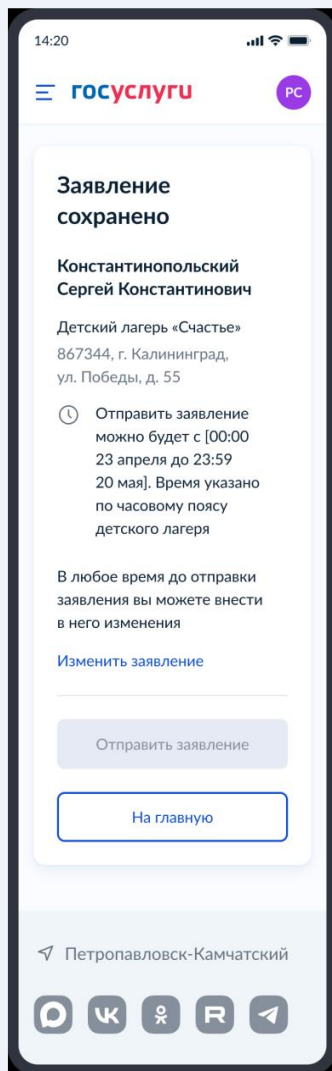 14:20
госуслуги
РС
Заявление
сохранено
Константинопольский
Сергей Константинович
Детский лагерь «Счастье»
867344, г. Калининград,
ул. Победы, д. 55
Отправить заявление
можно будет с [00:00
23 апреля до 23:59
20 мая]. Время указано
по часовому поясу
детского лагеря
В любое время до отправки
заявления вы можете внести
в него изменения
Изменить заявление
Отправить заявление
На главную
Петропавловск-Камчатский